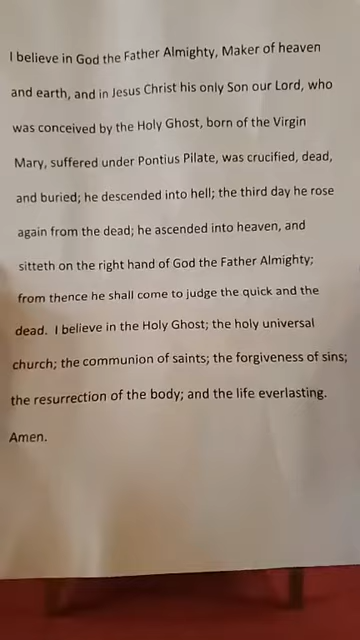 I believe in God the Father Almighty, Maker of heaven
and earth, and in Jesus Christ his only Son our Lord, who
was conceived by the Holy Ghost, born of the Virgin
Mary, suffered under Pontius Pilate, was crucified, dead,
and buried; he descended into hell; the third day he rose
again from the dead; he ascended into heaven, and
sitteth on the right hand of God the Father Almighty;
from thence he shall come to judge the quick and the
dead.  I believe in the Holy Ghost; the holy universal
church; the communion of saints; the forgiveness of sins;
the resurrection of the body; and the life everlasting.
Amen.